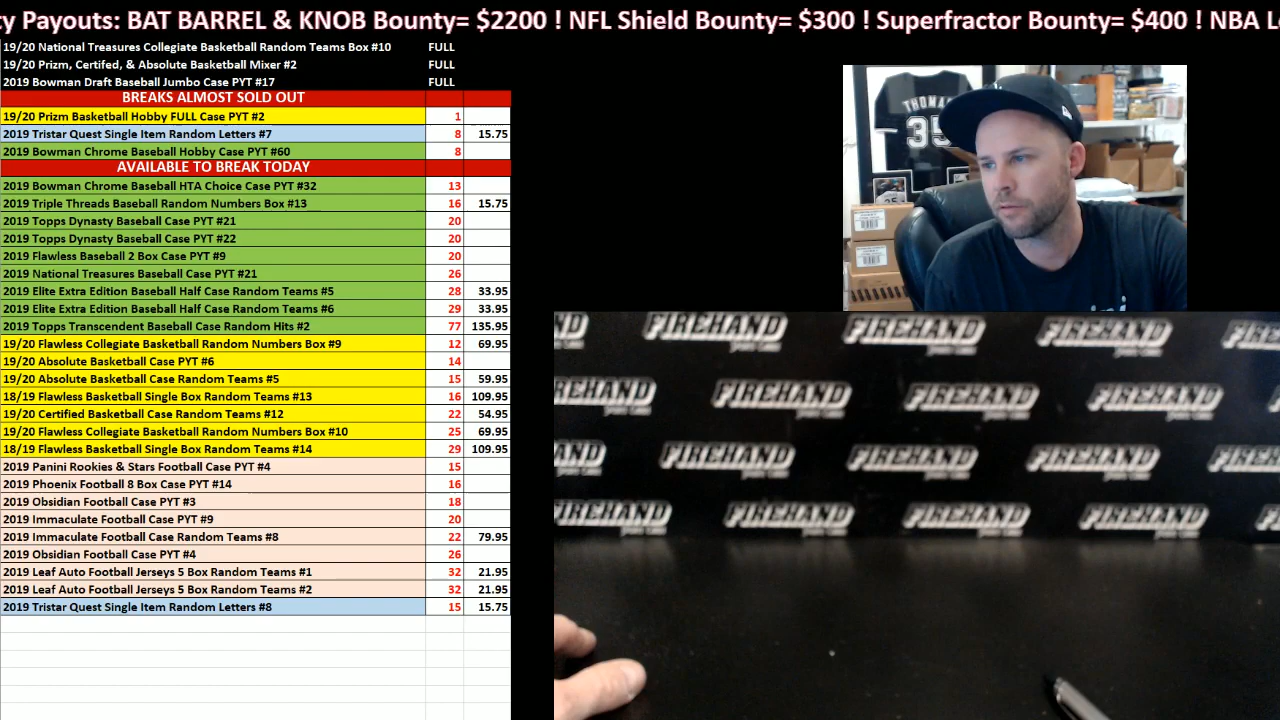 y Payouts: BAT BARREL & KNOB Bounty= $2200 ! NFL Shield Bounty= $300 ! Superfractor Bounty= $400 ! NBA L
19/20 National Treasures Collegiate Basketball Random Teams Box #10 FULL
19/20 Prizm, Certifed, & Absolute Basketball Mixer #2 FULL
2019 Bowman Draft Baseball Jumbo Case PYT #17 FULL
BREAKS ALMOST SOLD OUT
19/20 Prizm Basketball Hobby FULL Case PYT #2 1
2019 Tristar Quest Single Item Random Letters #7 8 15.75
2019 Bowman Chrome Baseball Hobby Case PYT #60 8
AVAILABLE TO BREAK TODAY
2019 Bowman Chrome Baseball HTA Choice Case PYT #32 13
2019 Triple Threads Baseball Random Numbers Box #13 16 15.75
2019 Topps Dynasty Baseball Case PYT #21 20
2019 Topps Dynasty Baseball Case PYT #22 20
2019 Flawless Baseball 2 Box Case PYT #9 20
2019 National Treasures Baseball Case PYT #21 26
2019 Elite Extra Edition Baseball Half Case Random Teams #5 28 33.95
2019 Elite Extra Edition Baseball Half Case Random Teams #6 29 33.95
2019 Topps Transcendent Baseball Case Random Hits #2 77 135.95
19/20 Flawless Collegiate Basketball Random Numbers Box #9 12 69.95
19/20 Absolute Basketball Case PYT #6 14
19/20 Absolute Basketball Case Random Teams #5 15 59.95
18/19 Flawless Basketball Single Box Random Teams #13 16 109.95
19/20 Certified Basketball Case Random Teams #12 22 54.95
19/20 Flawless Collegiate Basketball Random Numbers Box #10 25 69.95
18/19 Flawless Basketball Single Box Random Teams #14 29 109.95
2019 Panini Rookies & Stars Football Case PYT #4 15
2019 Phoenix Football 8 Box Case PYT #14 16
2019 Obsidian Football Case PYT #3 18
2019 Immaculate Football Case PYT #9 20
2019 Immaculate Football Case Random Teams #8 22 79.95
2019 Obsidian Football Case PYT #4 26
2019 Leaf Auto Football Jerseys 5 Box Random Teams #1 32 21.95
2019 Leaf Auto Football Jerseys 5 Box Random Teams #2 32 21.95
2019 Tristar Quest Single Item Random Letters #8 15 15.75
THOMAS
35
FIREHAND FIREHAND FIREHAND
FIREHAND FIREHAND FIREHAND
FIREHAND FIREHAND FIREHAND
FIREHAND FIREHAND FIREHAND FIREHAND